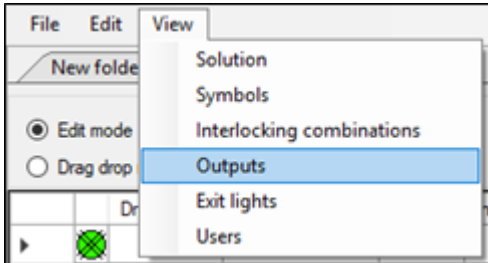 File Edit View
New folde
Solution
Symbols
Edit mode
Interlocking combinations
Drag drop
Outputs
Dr
Exit lights
Users